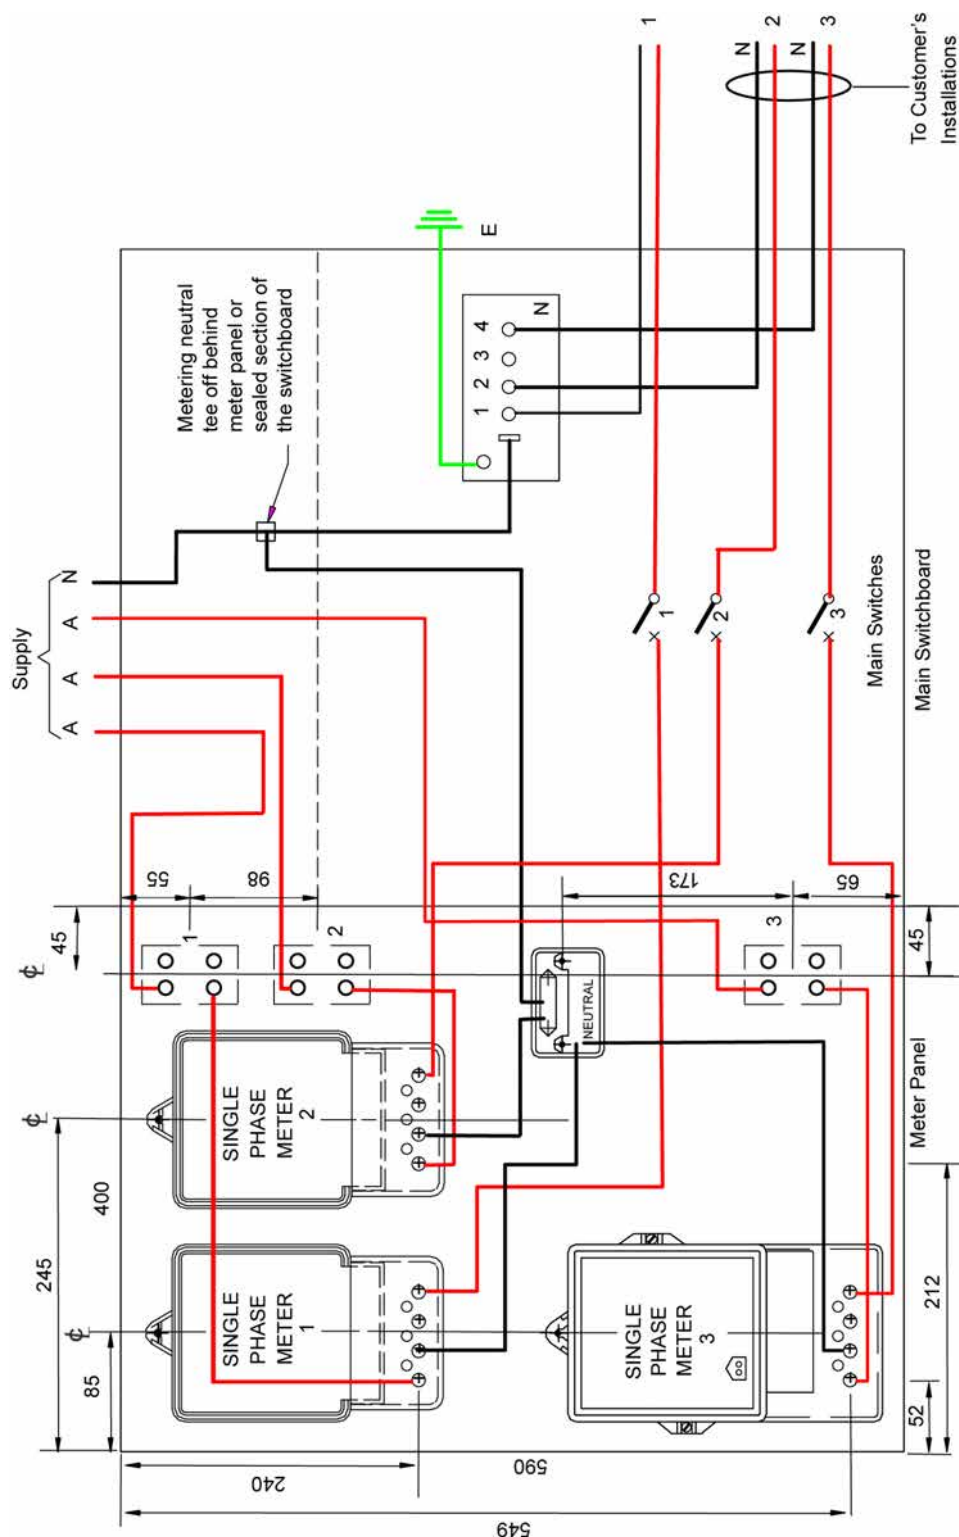 Supply
A
A
A
N
Metering neutral
tee off behind
meter panel or
sealed section of
the switchboard
E
1
2
3
4
N
1
N
2
N
3
To Customer's
Installations
1
2
3
Main Switches
Main Switchboard
45
55
98
173
65
45
1
2
3
NEUTRAL
Meter Panel
SINGLE
PHASE
METER
2
SINGLE
PHASE
METER
1
SINGLE
PHASE
METER
3
400
245
85
240
590
549
52
212